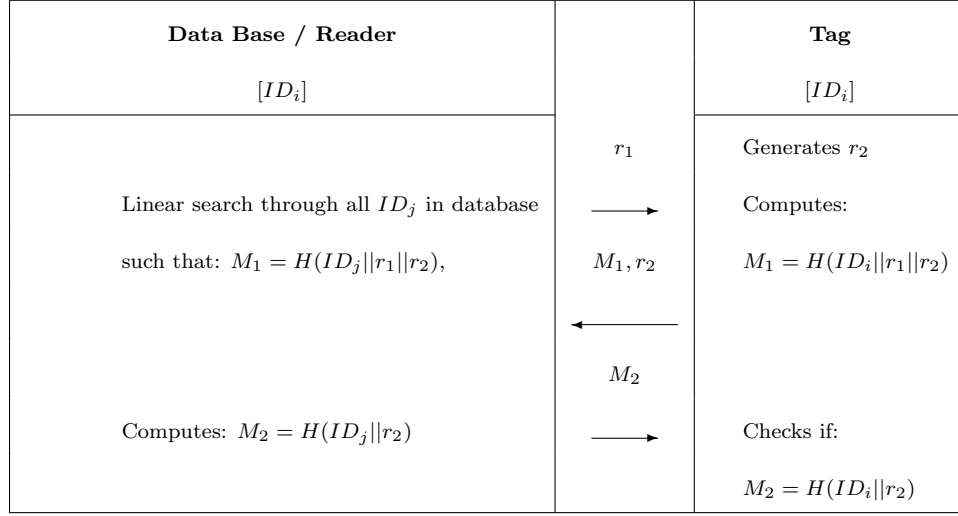 Data Base / Reader Tag
[ID_i] [ID_i]
r_1 Generates r_2
Linear search through all ID_j in database Computes:
such that: M_1 = H(ID_j||r_1||r_2), M_1, r_2 M_1 = H(ID_i||r_1||r_2)
M_2
Computes: M_2 = H(ID_j||r_2) Checks if:
M_2 = H(ID_i||r_2)